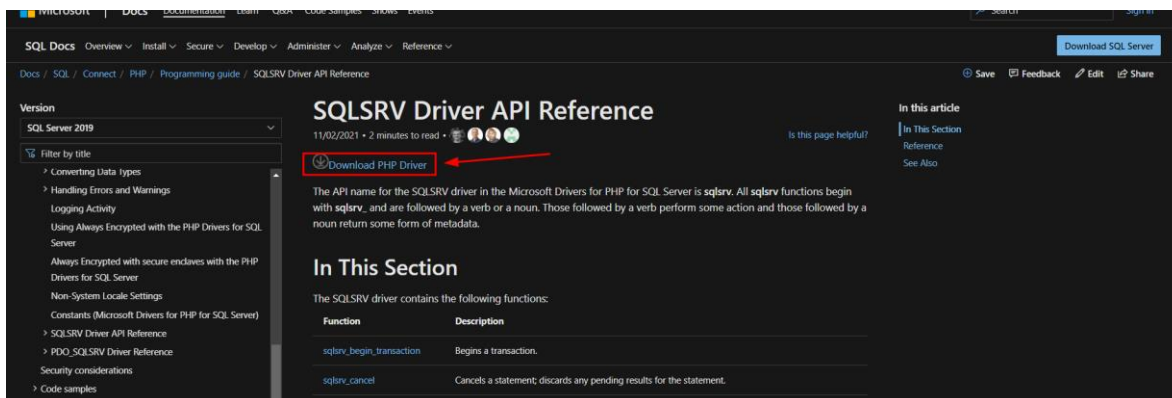 Microsoft Docs Documentation Learn Q&A Code Samples Shows Events Search Sign in
SQL Docs Overview Install Secure Develop Administer Analyze Reference Download SQL Server
Docs / SQL / Connect / PHP / Programming guide / SQLSRV Driver API Reference Save Feedback Edit Share
Version
SQL Server 2019
Filter by title
Converting Data Types
Handling Errors and Warnings
Logging Activity
Using Always Encrypted with the PHP Drivers for SQL
Server
Always Encrypted with secure enclaves with the PHP
Drivers for SQL Server
Non-System Locale Settings
Constants (Microsoft Drivers for PHP for SQL Server)
SQLSRV Driver API Reference
PDO_SQLSRV Driver Reference
Security considerations
Code samples
SQLSRV Driver API Reference
11/02/2021 • 2 minutes to read •
Is this page helpful?
Download PHP Driver
The API name for the SQLSRV driver in the Microsoft Drivers for PHP for SQL Server is sqlsrv. All sqlsrv functions begin
with sqlsrv_ and are followed by a verb or a noun. Those followed by a verb perform some action and those followed by a
noun return some form of metadata.
In This Section
The SQLSRV driver contains the following functions:
Function Description
sqlsrv_begin_transaction Begins a transaction.
sqlsrv_cancel Cancels a statement; discards any pending results for the statement.
In this article
In This Section
Reference
See Also